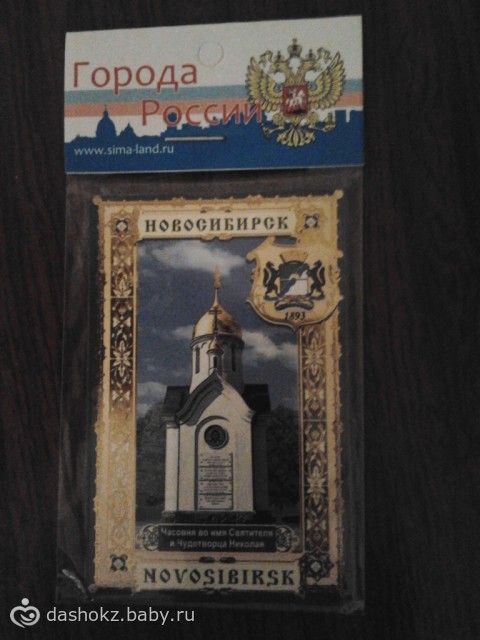 Города
России
www.sima-land.ru
НОВОСИБИРСК
1893
Часовня во имя Святителя
и Чудотворца Николая
NOVOSIBIRSK
dashokz.baby.ru